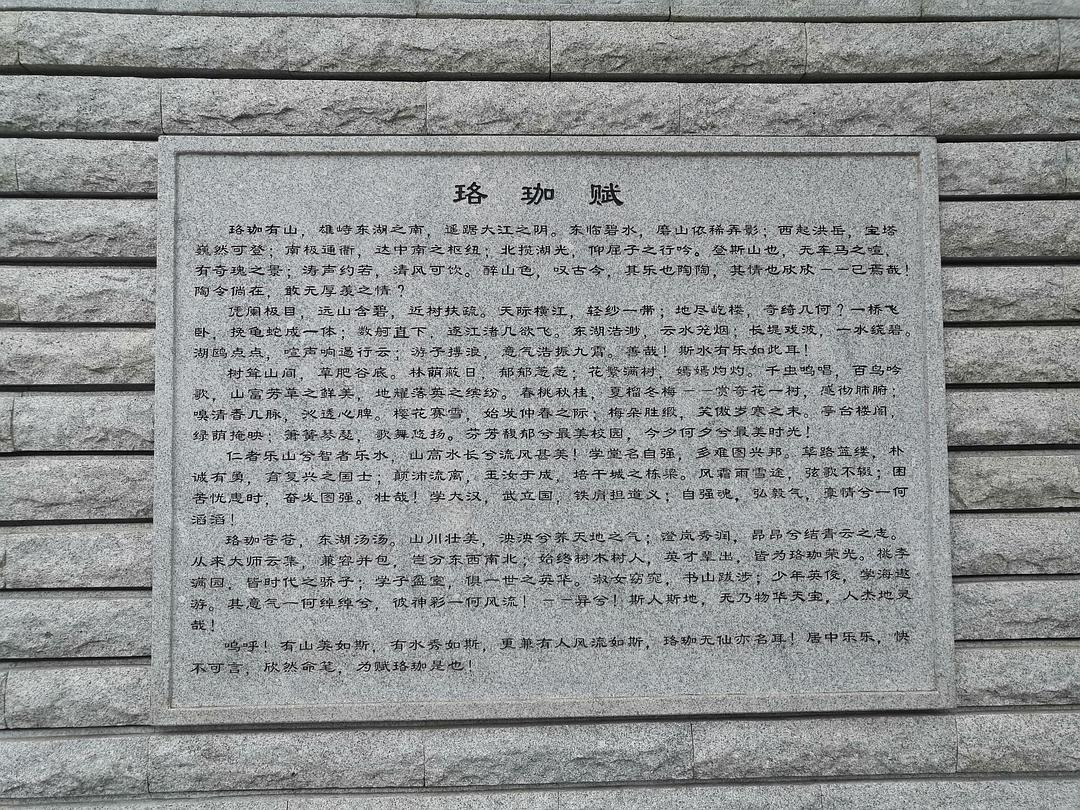 珞珈赋
珞珈有山，雄峙东湖之南，遥踞大江之阴。东临碧水，磨山依稀弄影；西起洪岳，宝塔
巍然可登；南极通衢，达中南之枢纽；北揽湖光，仰屈子之行吟。登斯山也，无车马之喧，
有奇瑰之景；涛声约若，清风可饮。醉山色，叹古今，其乐也陶陶，其情也欣欣——已焉哉！
陶令倘在，敢无厚羡之情？
凭阑极目，远山含碧，近树扶疏。天际横江，轻纱一带；地尽屹楼，奇绮几何？一桥飞
卧，挽龟蛇成一体；数舸直下，逐江渚几欲飞。东湖浩渺，云水茏烟；长堤戏波，一水绕碧。
湖鸥点点，喧声响遏行云；游子搏浪，意气浩振九霄。善哉！斯水有乐如此耳！
树耸山间，草肥谷底。林荫蔽日，郁郁葱葱；花繁满树，嫣嫣灼灼。千虫鸣唱，百鸟吟
歌，山富芳草之鲜美，地耀落英之缤纷。春桃秋桂，夏榴冬梅——赏奇花一树，感彻肺腑；
嗅清香几脉，沁透心脾。樱花赛雪，始发仲春之际；梅朵胜缎，笑傲岁寒之末。亭台楼阁，
绿荫掩映；箫簧琴瑟，歌舞悠扬。芬芳馥郁兮最美校园，今夕何夕兮最美时光！
仁者乐山兮智者乐水，山高水长兮流风甚美！学堂名自强，多难图兴邦。筚路蓝缕，朴
诚有勇，育复兴之国士；颠沛流离，玉汝于成，培干城之栋梁。风霜雨雪途，弦歌不辍；困
苦忧患时，奋发图强。壮哉！学大汉，武立国，铁肩担道义；自强魂，弘毅气，豪情兮一何
滔滔！
珞珈苍苍，东湖汤汤。山川壮美，泱泱兮养天地之气；澄岚秀润，昂昂兮结青云之志。
从来大师云集，兼容并包，岂分东西南北；始终树木树人，英才辈出，皆为珞珈荣光。桃李
满园，皆时代之骄子；学子盈室，俱一世之英华。淑女窈窕，书山跋涉；少年英俊，学海遨
游。其意气一何绰绰兮，彼神彩一何风流！——异兮！斯人斯地，无乃物华天宝，人杰地灵
哉！
呜呼！有山美如斯，有水秀如斯，更兼有人风流如斯，珞珈无仙亦名耳！居中乐乐，快
不可言，欣然命笔，为赋珞珈是也！